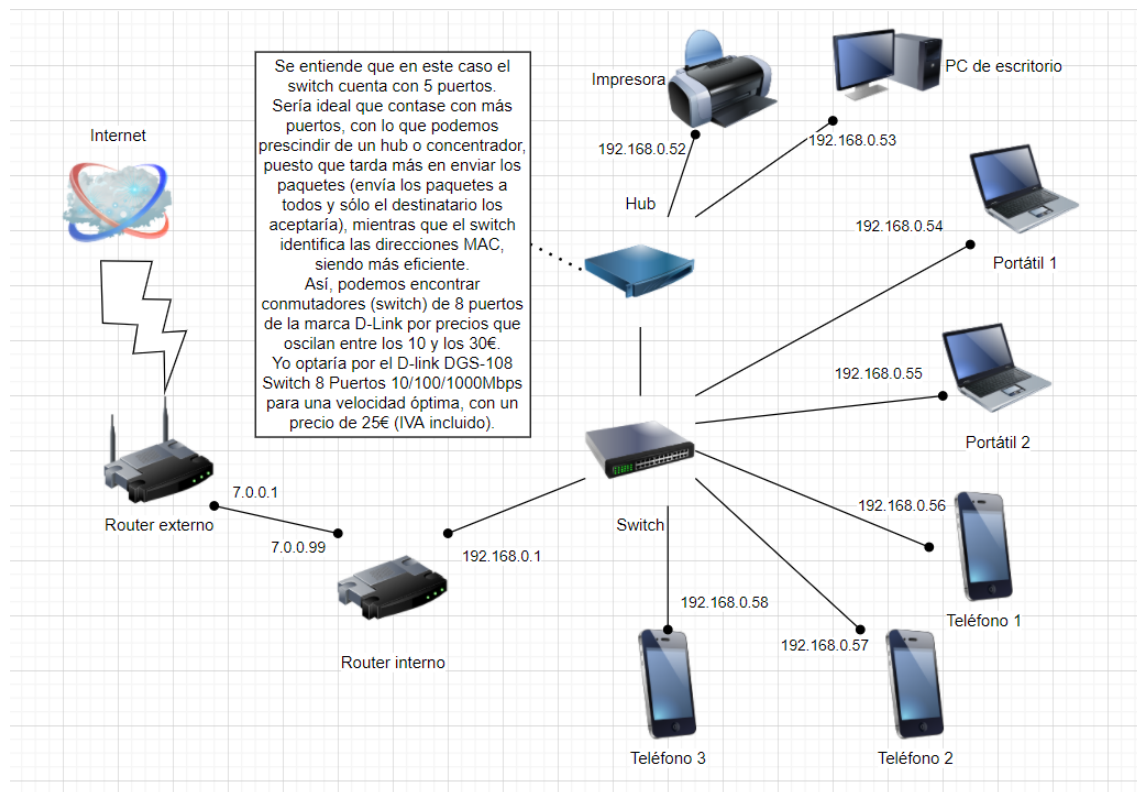 Se entiende que en este caso el
switch cuenta con 5 puertos.
Sería ideal que contase con más
puertos, con lo que podemos
prescindir de un hub o concentrador,
puesto que tarda más en enviar los
paquetes (envía los paquetes a
todos y sólo el destinatario los
aceptaría), mientras que el switch
identifica las direcciones MAC,
siendo más eficiente.
Así, podemos encontrar
conmutadores (switch) de 8 puertos
de la marca D-Link por precios que
oscilan entre los 10 y los 30€.
Yo optaría por el D-link DGS-108
Switch 8 Puertos 10/100/1000Mbps
para una velocidad óptima, con un
precio de 25€ (IVA incluido).
Internet
Impresora
PC de escritorio
192.168.0.52
192.168.0.53
Hub
192.168.0.54
Portátil 1
192.168.0.55
Portátil 2
7.0.0.1
Router externo
7.0.0.99
192.168.0.1
Router interno
Switch
192.168.0.56
Teléfono 1
192.168.0.58
192.168.0.57
Teléfono 3
Teléfono 2